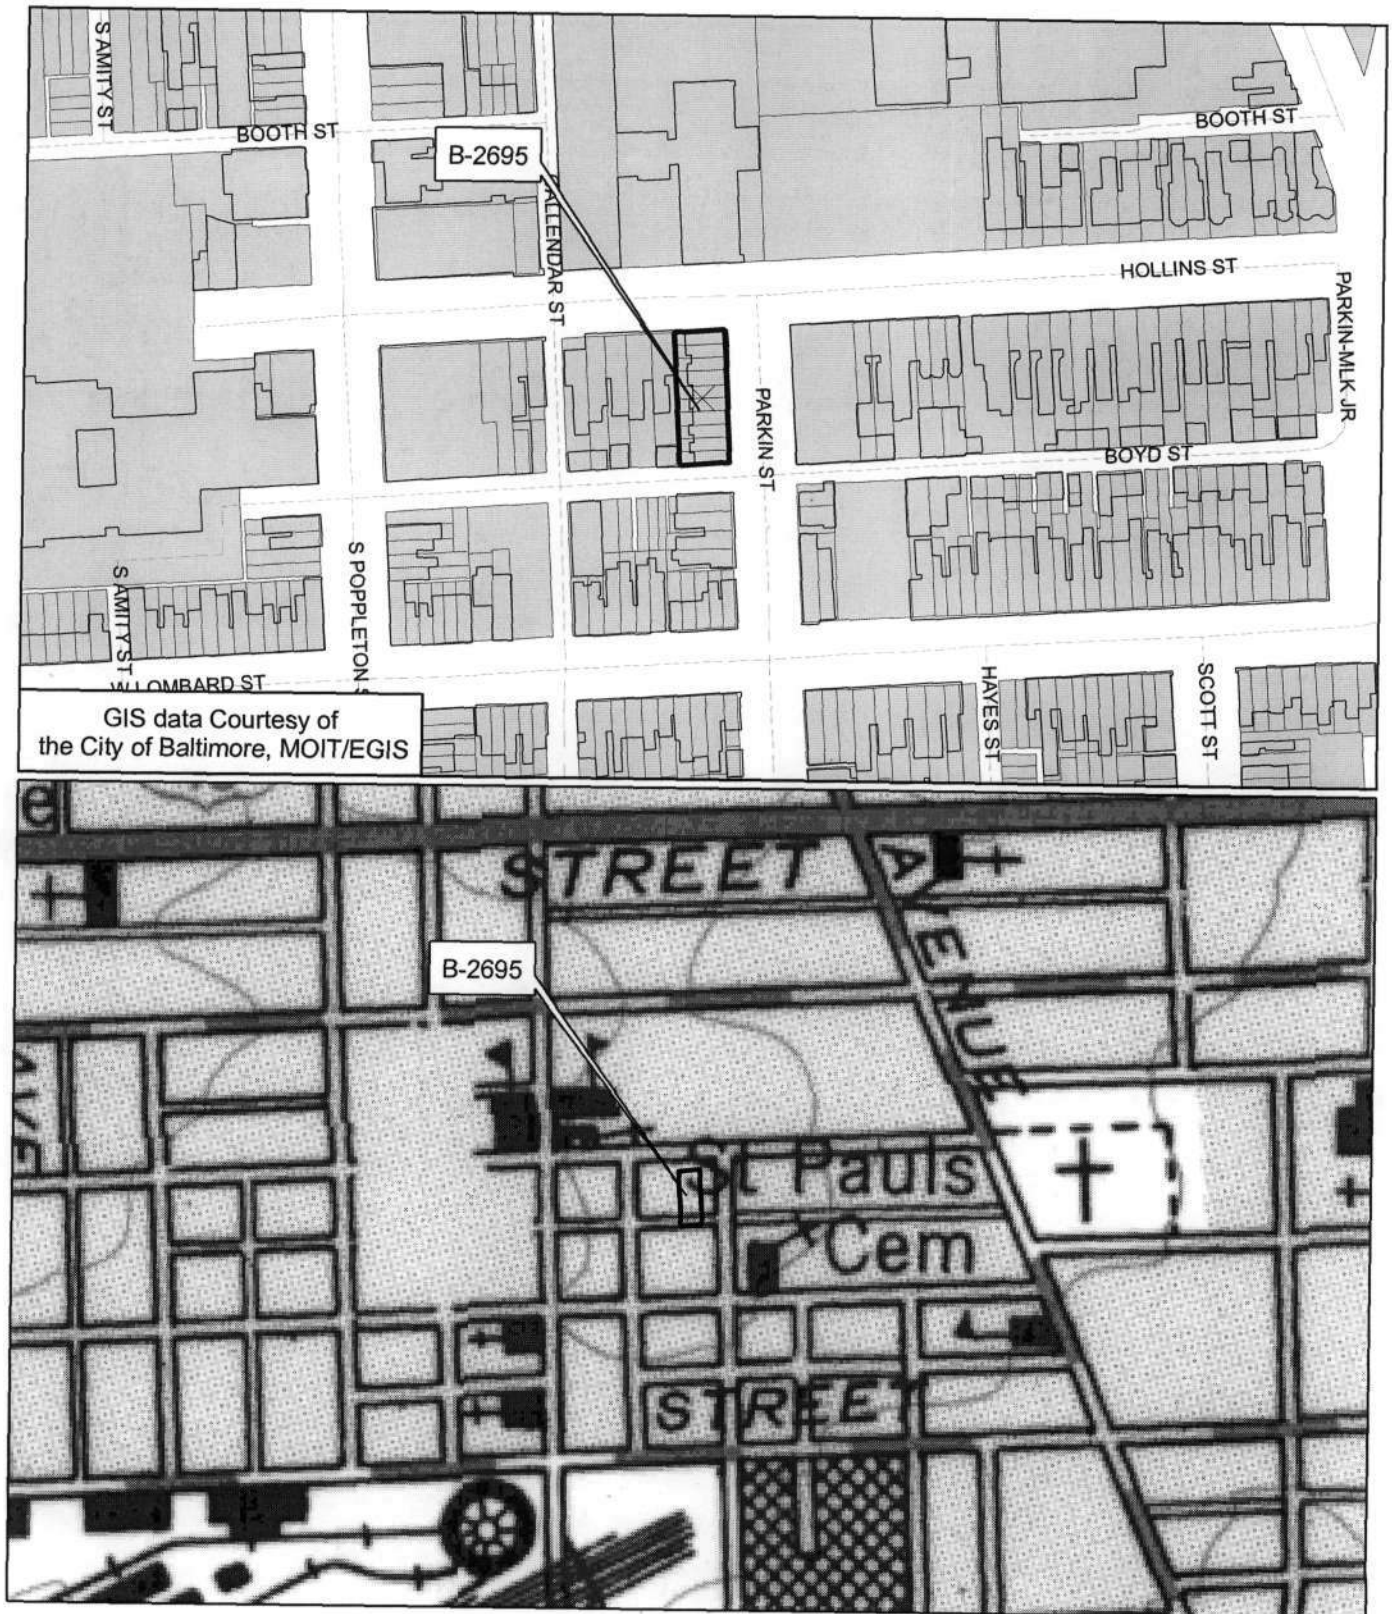 S AMITY ST
BOOTH ST
B-2695
BOOTH ST
ALLENDAR ST
HOLLINS ST
PARKIN-MLK JR
PARKIN ST
BOYD ST
S AMITY ST
S POPPLETON S
W LOMBARD ST
HAYES ST
SCOTT ST
GIS data Courtesy of
the City of Baltimore, MOIT/EGIS
e
STREET
AVENUE
B-2695
AVE
St Pauls
Cem
STREET